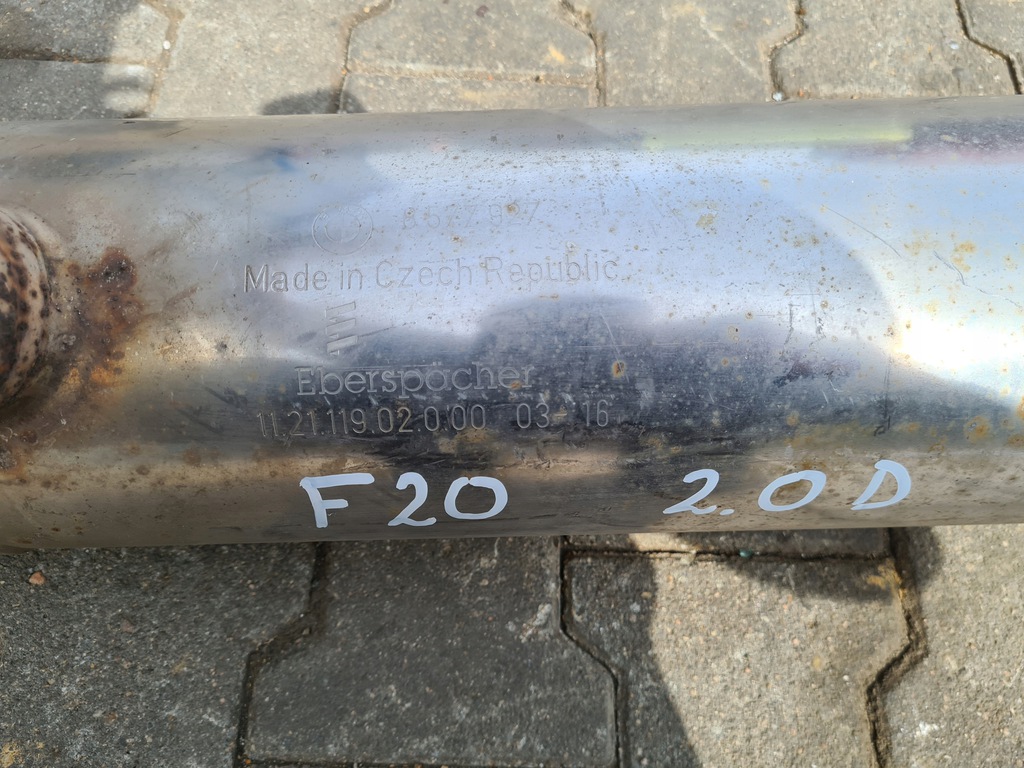 Made in Czech Republic
Eberspächer
11.21.119.02.0.00 03 16
F20 2.0D